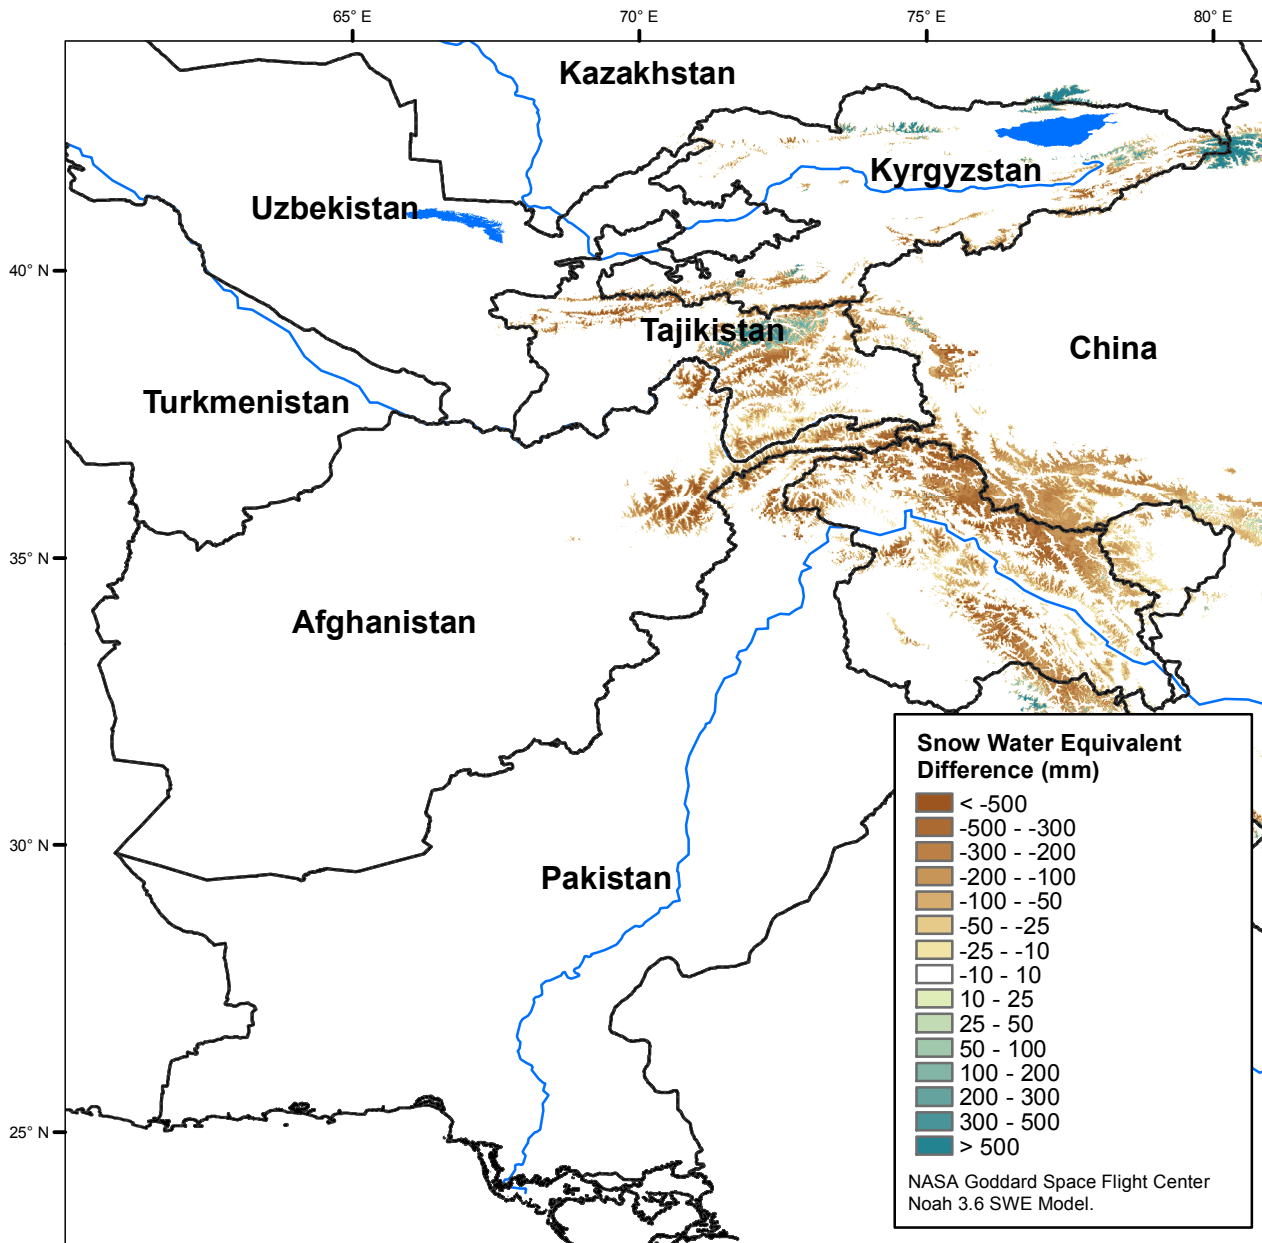 65° E
70° E
75° E
80° E
Kazakhstan
Kyrgyzstan
Uzbekistan
40° N
Tajikistan
China
Turkmenistan
35° N
Afghanistan
30° N
Pakistan
25° N
Snow Water Equivalent
Difference (mm)
< -500
-500 - -300
-300 - -200
-200 - -100
-100 - -50
-50 - -25
-25 - -10
-10 - 10
10 - 25
25 - 50
50 - 100
100 - 200
200 - 300
300 - 500
> 500
NASA Goddard Space Flight Center
Noah 3.6 SWE Model.